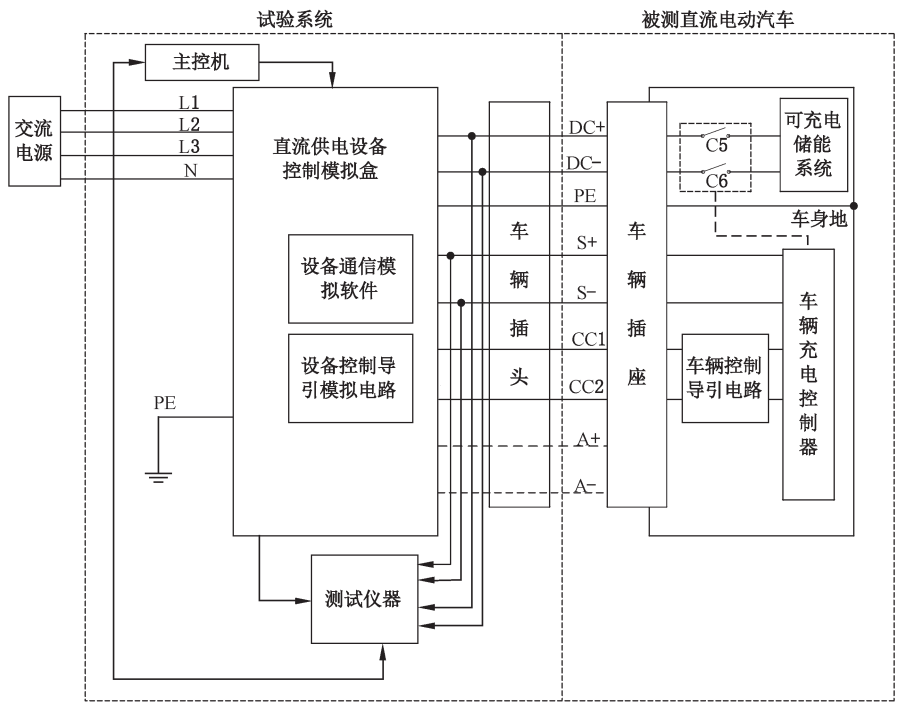 试验系统
被测直流电动汽车
主控机
交流
电源
L1
L2
L3
N
直流供电设备
控制模拟盒
设备通信模
拟软件
设备控制导
引模拟电路
PE
测试仪器
车
辆
插
头
DC+
DC-
PE
S+
S-
CC1
CC2
A+
A-
车
辆
插
座
C5
C6
可充电
储能
系统
车身地
车辆控制
导引电路
车
辆
充
电
控
制
器